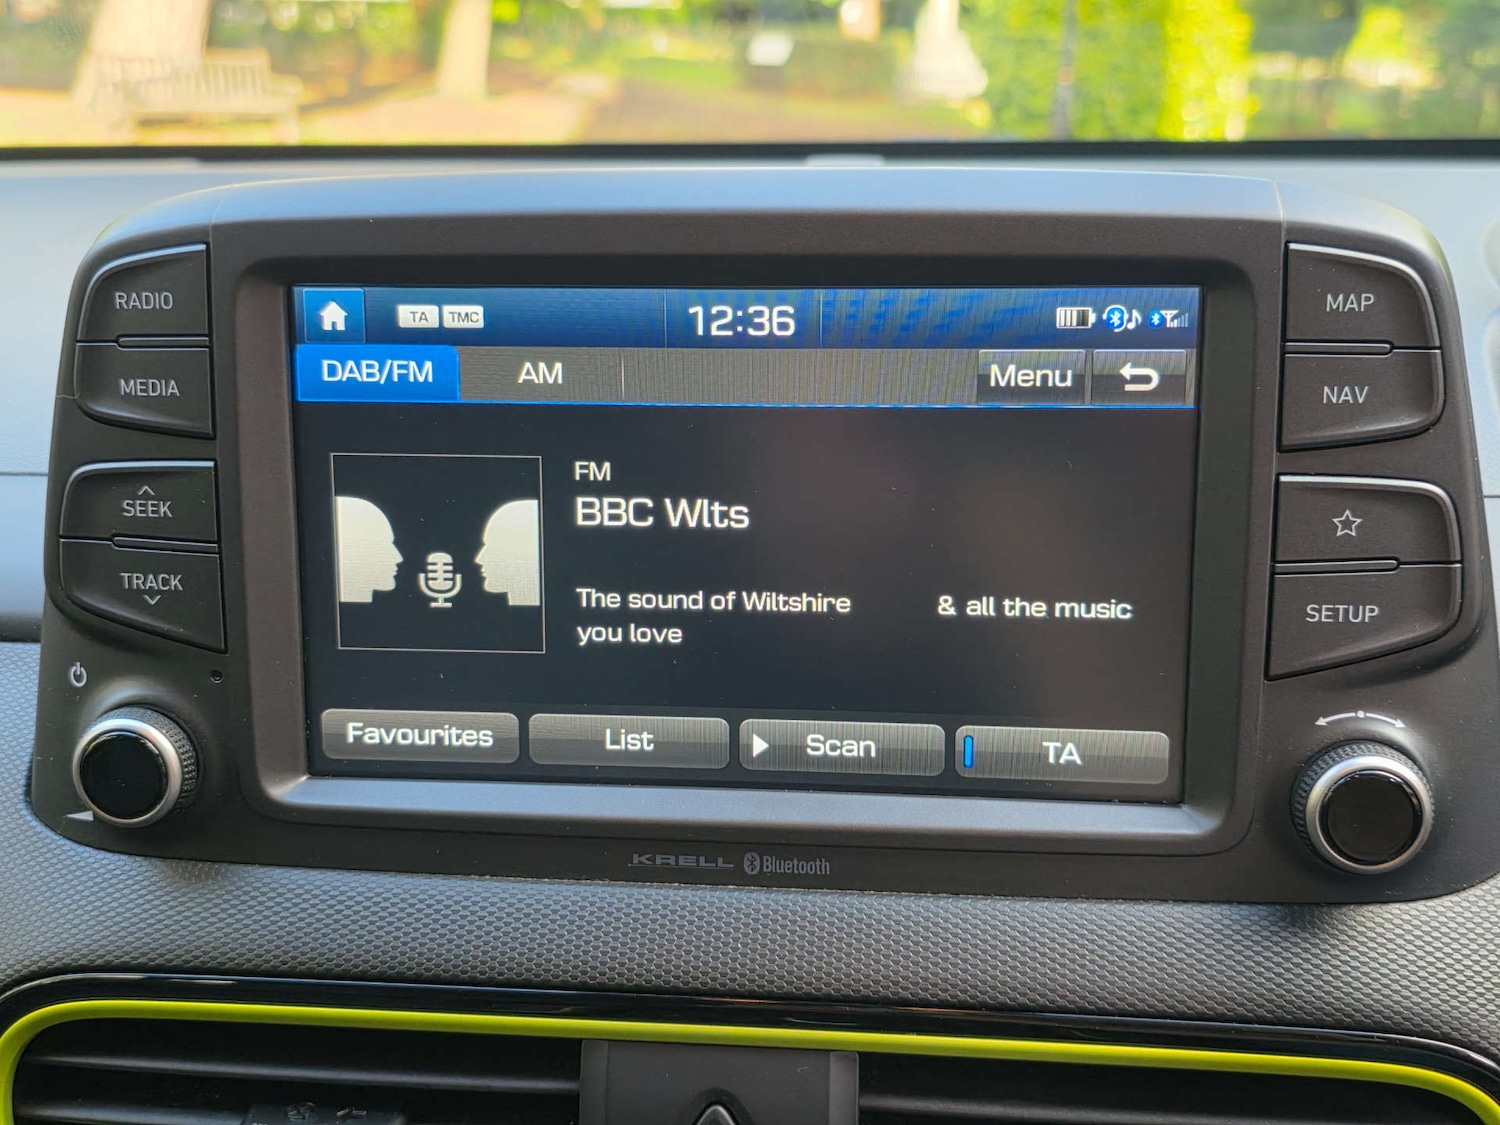 RADIO
MEDIA
SEEK
TRACK
TA TMC
12:36
DAB/FM
AM
Menu
FM
BBC Wlts
The sound of Wiltshire & all the music
you love
Favourites
List
Scan
TA
KRELL Bluetooth
MAP
NAV
SETUP